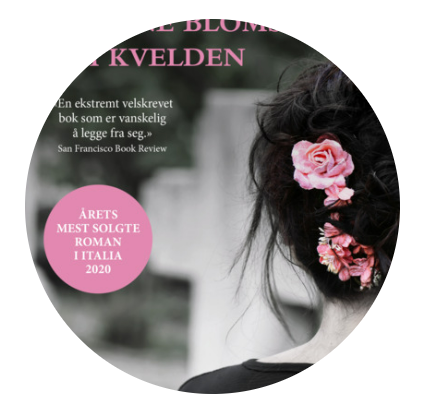 KVELDEN
«En ekstremt velskrevet
bok som er vanskelig
å legge fra seg.»
San Francisco Book Review
ÅRETS
MEST SOLGTE
ROMAN
I ITALIA
2020